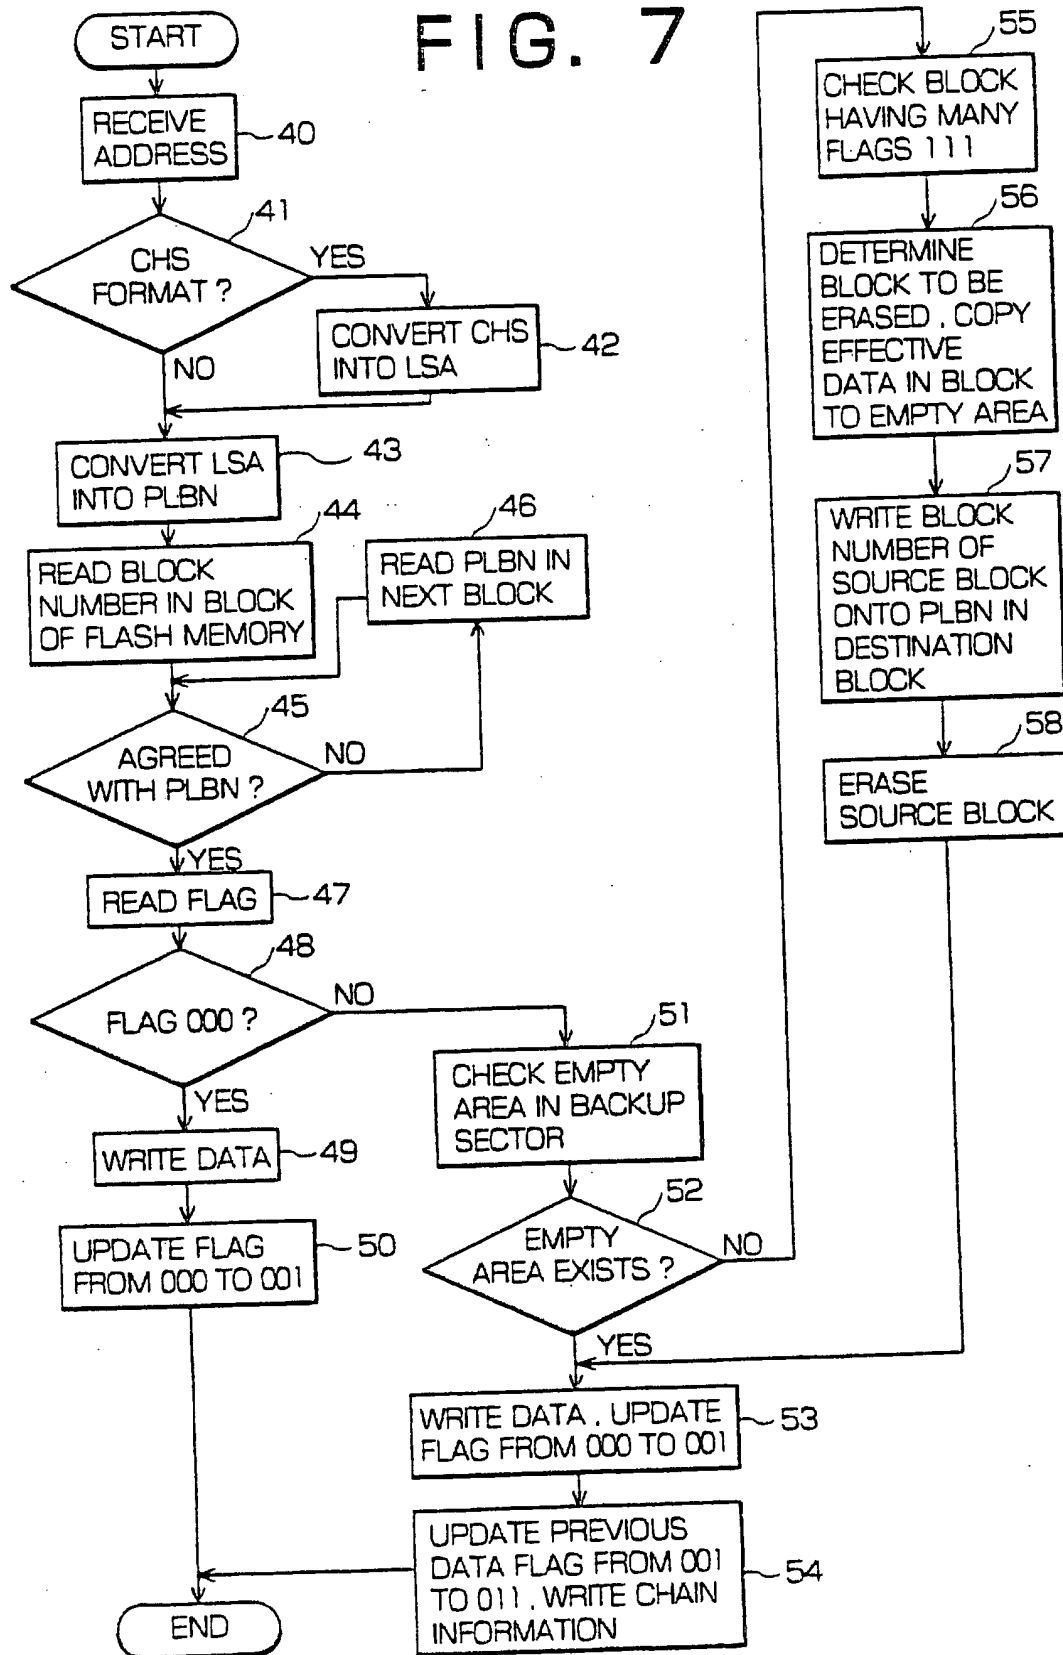 FIG. 7
START
RECEIVE
ADDRESS
40
41
CHS
FORMAT ?
YES
NO
CONVERT CHS
INTO LSA
42
CONVERT LSA
INTO PLBN
43
44
READ BLOCK
NUMBER IN BLOCK
OF FLASH MEMORY
46
READ PLBN IN
NEXT BLOCK
45
AGREED
WITH PLBN ?
NO
YES
READ FLAG
47
48
FLAG 000 ?
NO
YES
WRITE DATA
49
UPDATE FLAG
FROM 000 TO 001
50
51
CHECK EMPTY
AREA IN BACKUP
SECTOR
52
EMPTY
AREA EXISTS ?
NO
YES
WRITE DATA . UPDATE
FLAG FROM 000 TO 001
53
UPDATE PREVIOUS
DATA FLAG FROM 001
TO 011 . WRITE CHAIN
INFORMATION
54
END
55
CHECK BLOCK
HAVING MANY
FLAGS 111
56
DETERMINE
BLOCK TO BE
ERASED . COPY
EFFECTIVE
DATA IN BLOCK
TO EMPTY AREA
57
WRITE BLOCK
NUMBER OF
SOURCE BLOCK
ONTO PLBN IN
DESTINATION
BLOCK
58
ERASE
SOURCE BLOCK